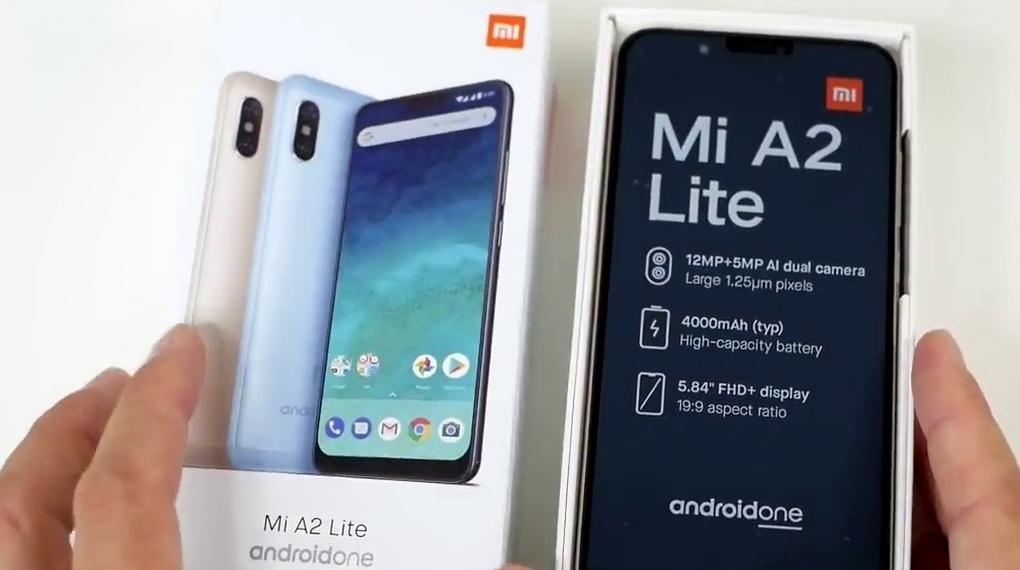 mi
Mi A2 Lite
androidone
mi
Mi A2
Lite
12MP+5MP AI dual camera
Large 1.25μm pixels
4000mAh (typ)
High-capacity battery
5.84" FHD+ display
19:9 aspect ratio
androidone